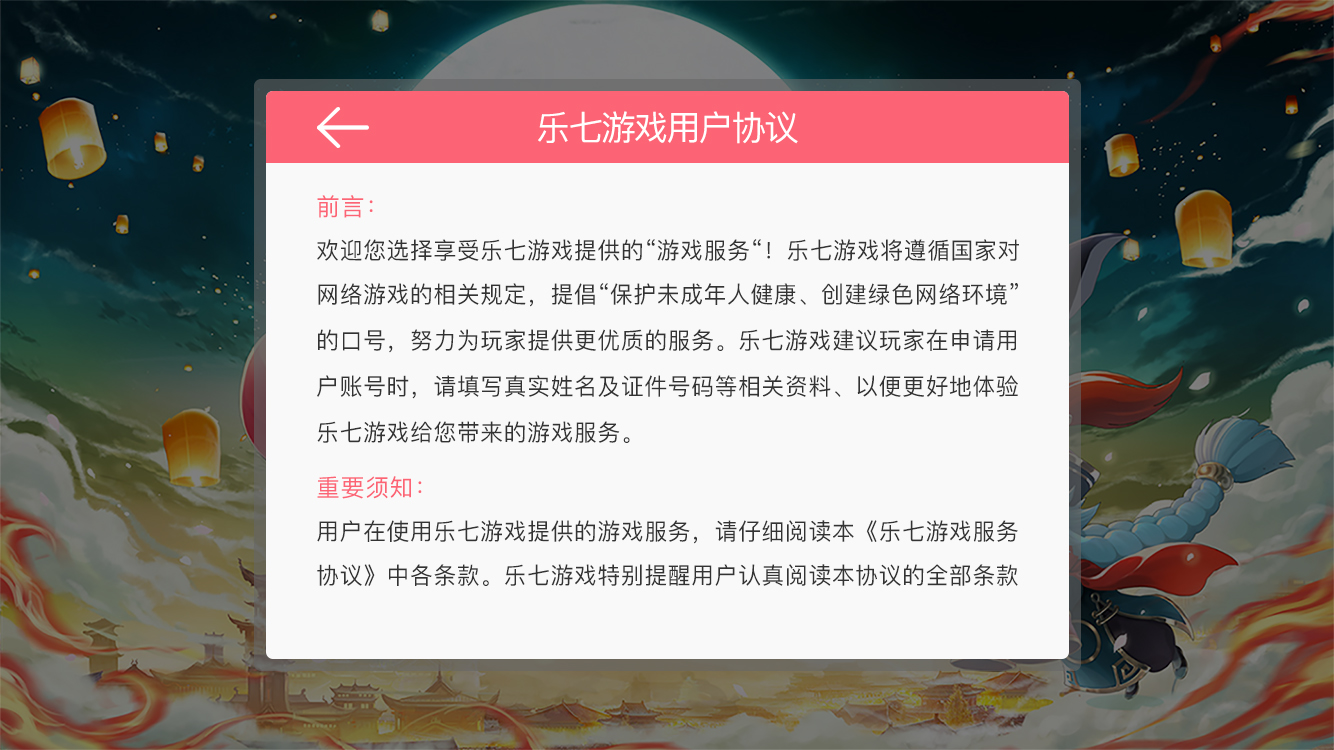 乐七游戏用户协议
前言：
欢迎您选择享受乐七游戏提供的“游戏服务“！乐七游戏将遵循国家对
网络游戏的相关规定，提倡“保护未成年人健康、创建绿色网络环境”
的口号，努力为玩家提供更优质的服务。乐七游戏建议玩家在申请用
户账号时，请填写真实姓名及证件号码等相关资料、以便更好地体验
乐七游戏给您带来的游戏服务。
重要须知：
用户在使用乐七游戏提供的游戏服务，请仔细阅读本《乐七游戏服务
协议》中各条款。乐七游戏特别提醒用户认真阅读本协议的全部条款